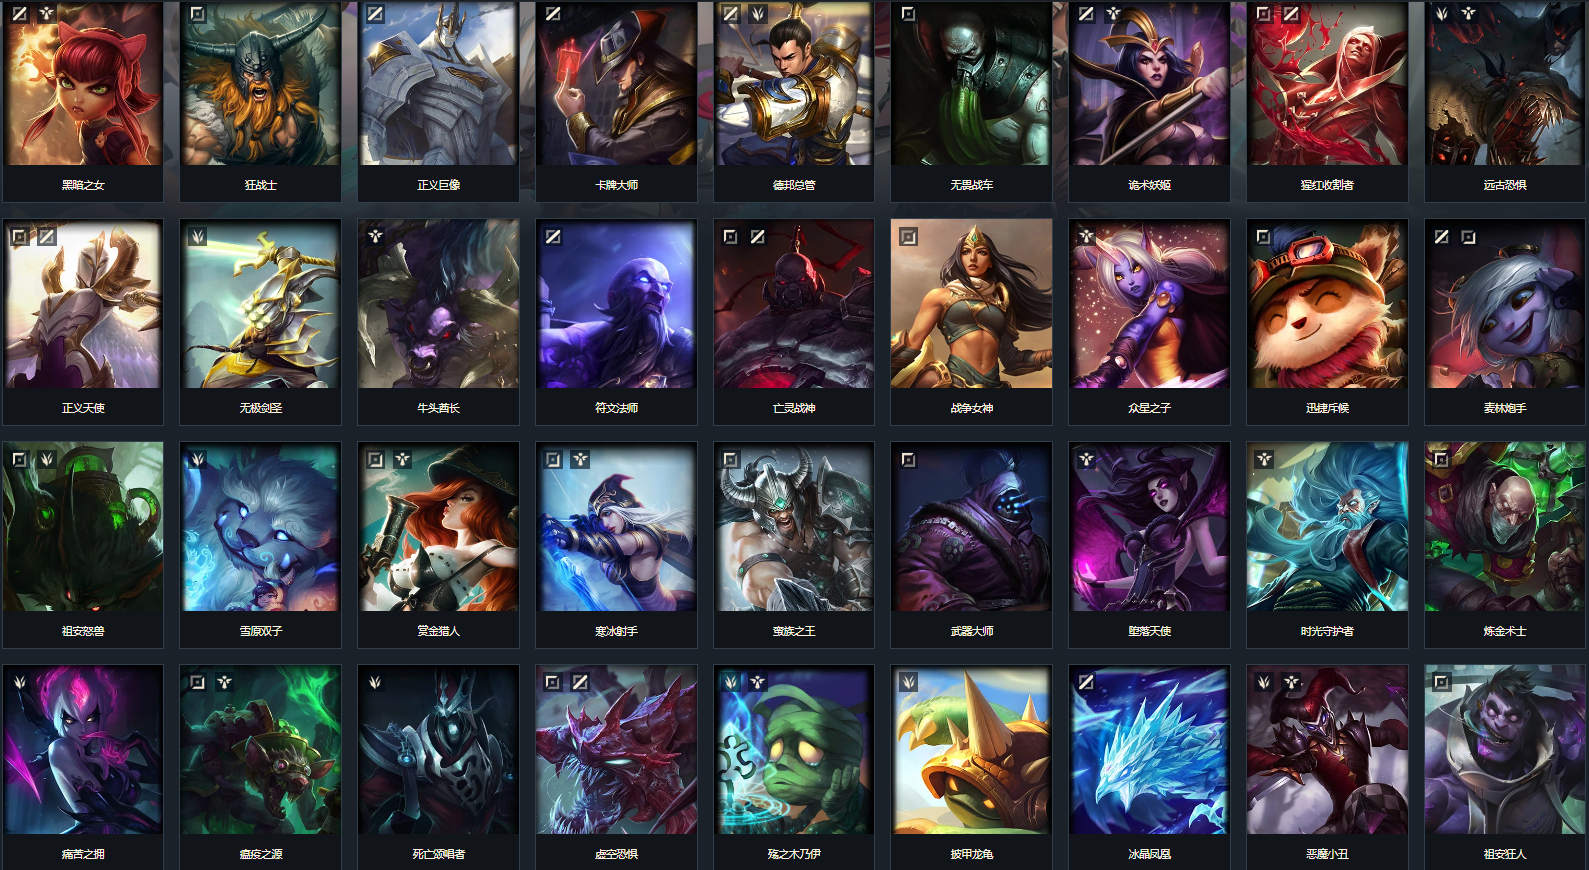 黑暗之女
狂战士
正义巨像
卡牌大师
德邦总管
无畏战车
诡术妖姬
猩红收割者
远古恐惧
正义天使
无极剑圣
牛头酋长
符文法师
亡灵战神
战争女神
众星之子
迅捷斥候
麦林炮手
祖安怒兽
雪原双子
赏金猎人
寒冰射手
蛮族之王
武器大师
堕落天使
时光守护者
炼金术士
痛苦之拥
瘟疫之源
死亡颂唱者
虚空恐惧
殇之木乃伊
披甲龙龟
冰晶凤凰
恶魔小丑
祖安狂人